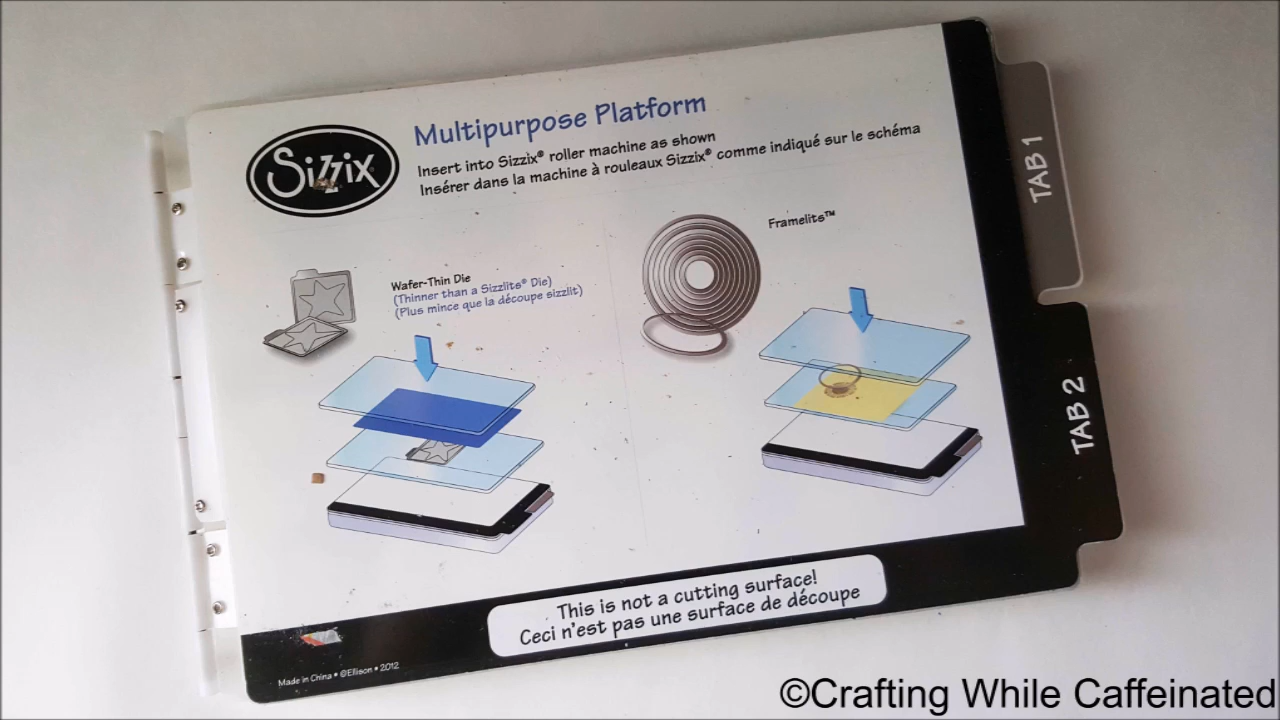 Sizzix
Multipurpose Platform
Insert into Sizzix® roller machine as shown
Insérer dans la machine à rouleaux Sizzix® comme indiqué sur le schéma
TAB 1
Wafer-Thin Die
(Thinner than a Sizzlits® Die)
(Plus mince que la découpe sizzlit)
Framelits™
TAB 2
This is not a cutting surface!
Ceci n'est pas une surface de découpe
Made in China • ©Ellison • 2012
©Crafting While Caffeinated